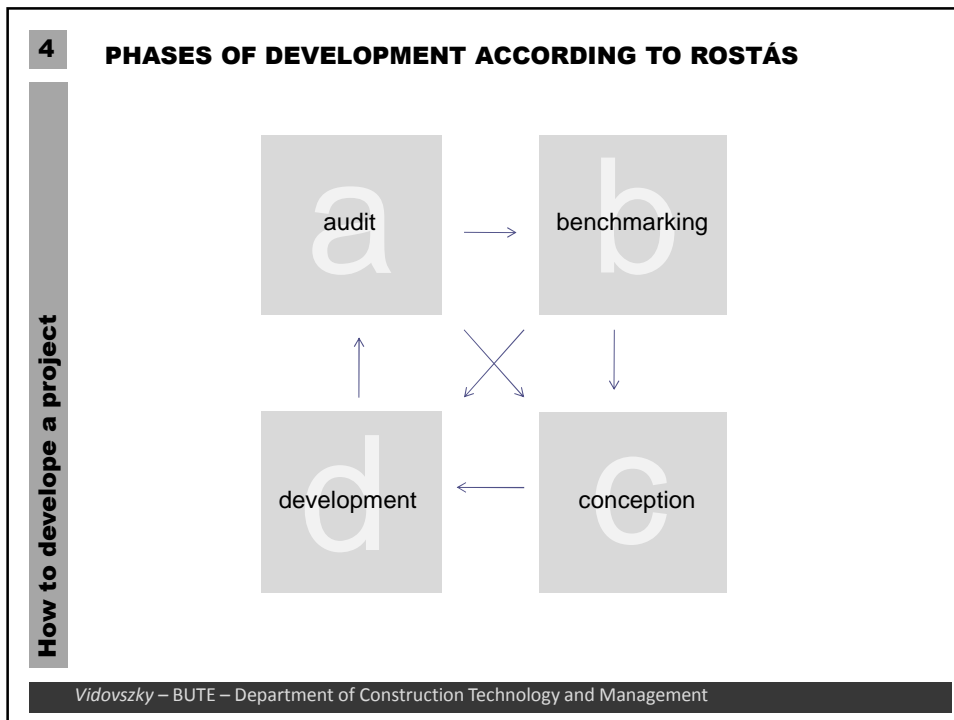 4
PHASES OF DEVELOPMENT ACCORDING TO ROSTÁS
How to develope a project
a
audit
b
benchmarking
d
development
c
conception
Vidovszky – BUTE – Department of Construction Technology and Management